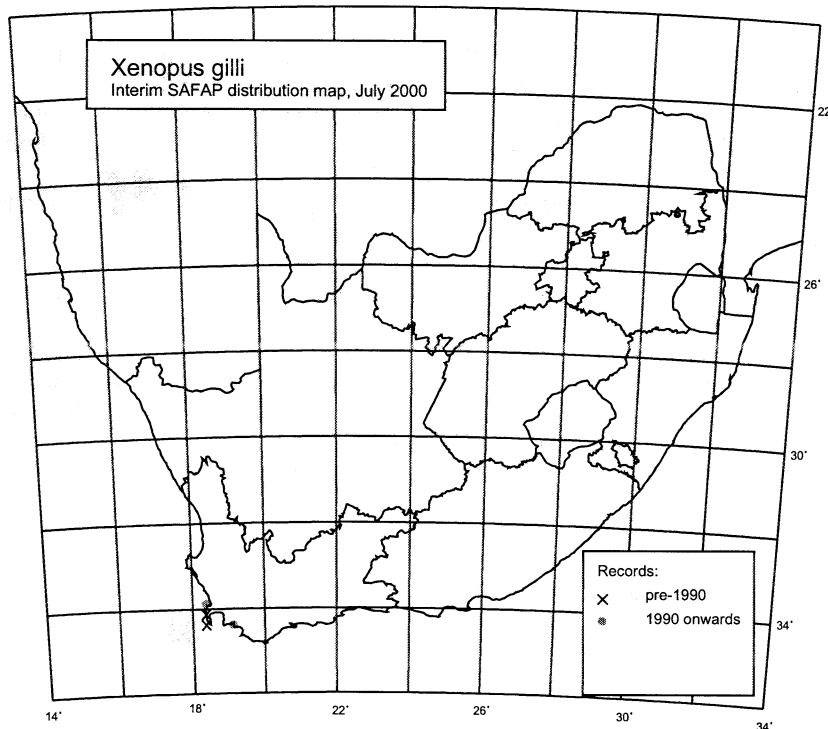 Xenopus gilli
Interim SAFAP distribution map, July 2000
22°
26°
30°
Records:
pre-1990
1990 onwards
34°
14°
18°
22°
26°
30°
34°